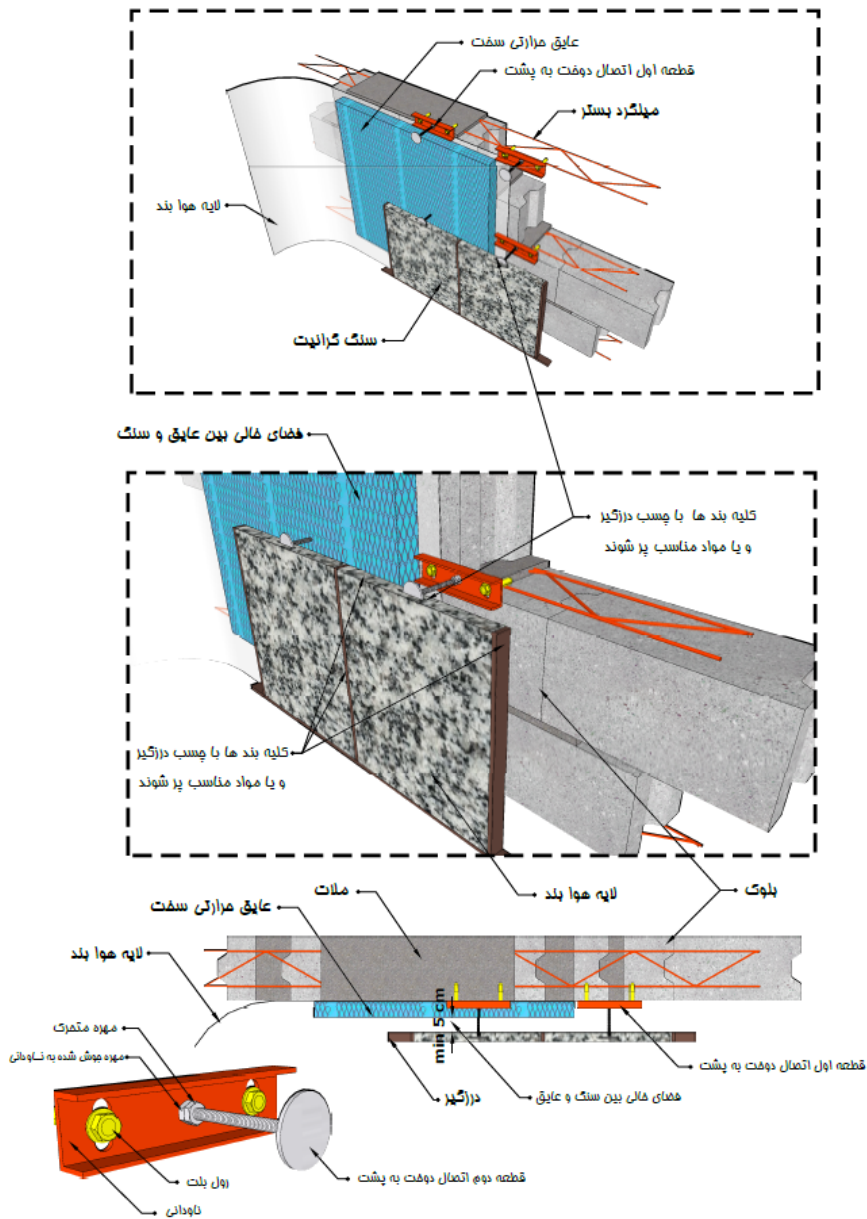 عایق حرارتی سخت
قطعه اول اتصال دوخت به پشت
میلگرد بستر
لایه هوا بند
سنگ گرانیت
فضای خالی بین عایق و سنگ
کلیه بند ها با چسب درزگیر
و یا مواد مناسب پر شوند
کلیه بند ها با چسب درزگیر
و یا مواد مناسب پر شوند
لایه هوا بند
بلوک
ملات
عایق حرارتی سخت
لایه هوا بند
min 5 cm
مهره متحرک
مهره جوش شده به ناودانی
قطعه اول اتصال دوخت به پشت
فضای خالی بین سنگ و عایق
درزگیر
قطعه دوم اتصال دوخت به پشت
رول بلت
ناودانی